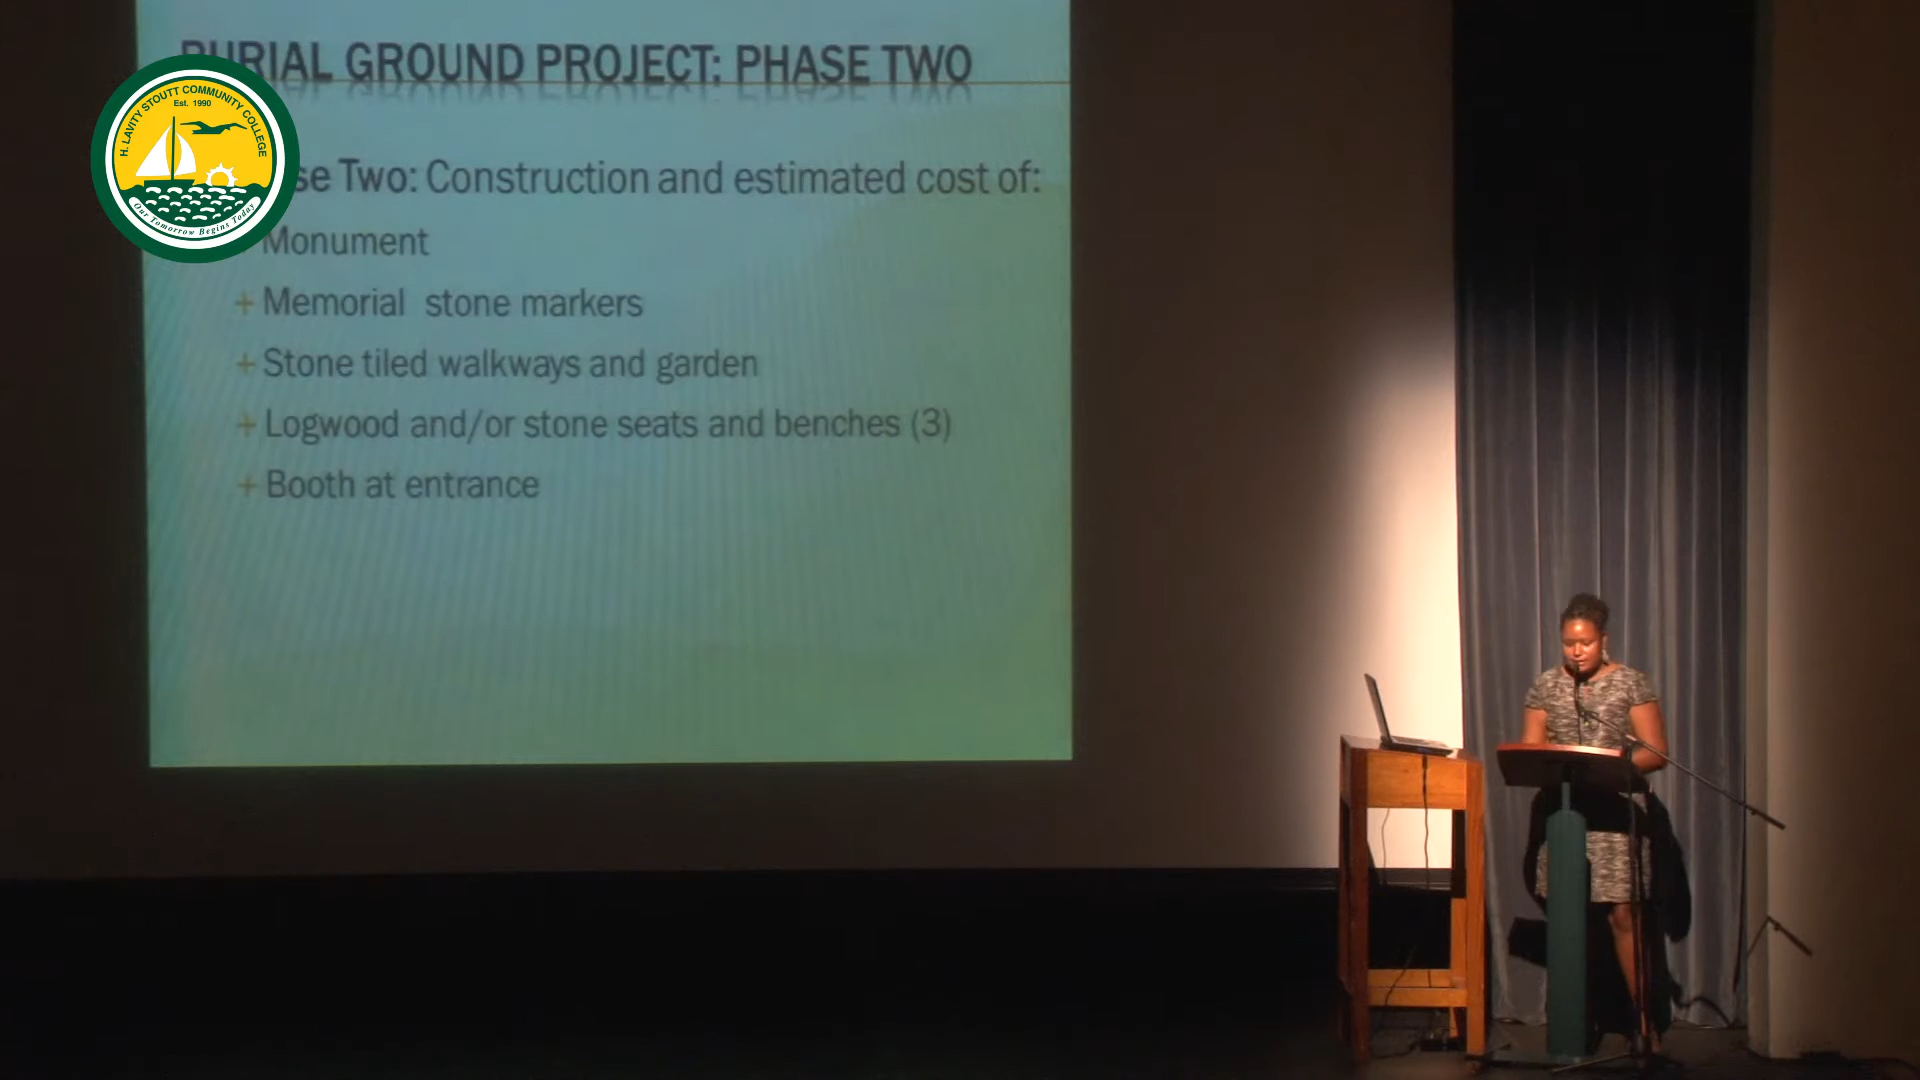 BURIAL GROUND PROJECT: PHASE TWO
H. LAVITY STOUTT COMMUNITY COLLEGE
Est. 1990
Our Tomorrow Begins Today
se Two: Construction and estimated cost of:
Monument
+ Memorial stone markers
+ Stone tiled walkways and garden
+ Logwood and/or stone seats and benches (3)
+ Booth at entrance